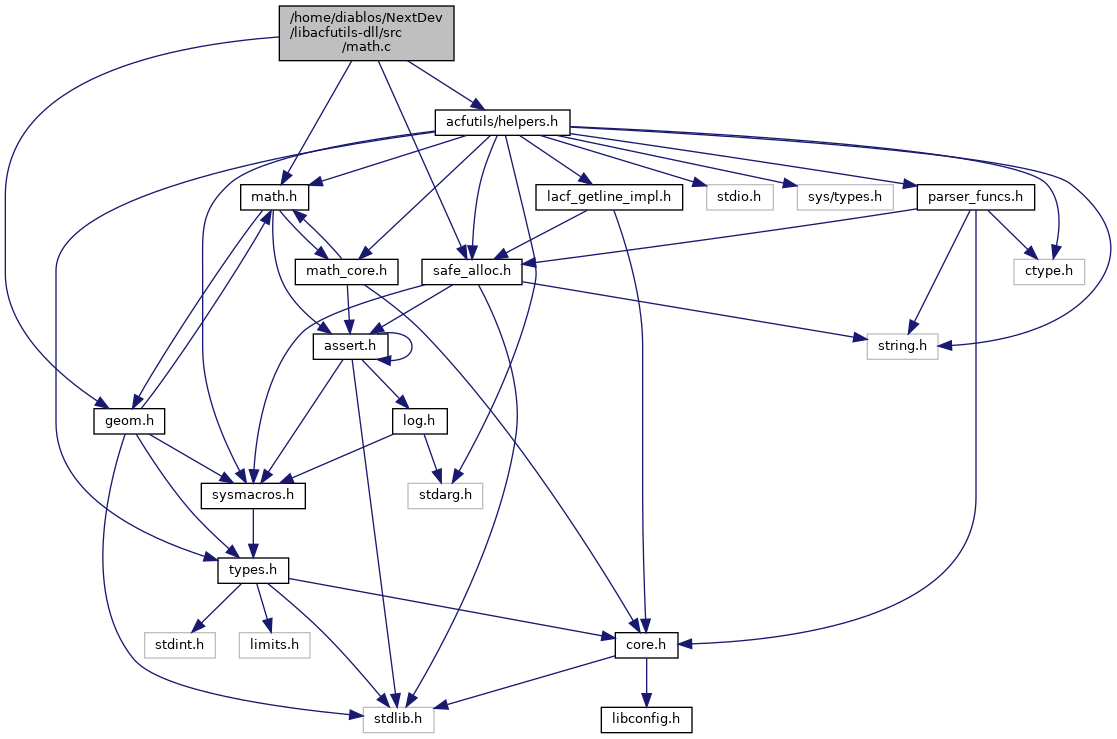 /home/diablos/NextDev
/libacfutils-dll/src
/math.c
acfutils/helpers.h
math.h
lacf_getline_impl.h
stdio.h
sys/types.h
parser_funcs.h
math_core.h
safe_alloc.h
ctype.h
assert.h
string.h
geom.h
log.h
sysmacros.h
stdarg.h
types.h
stdint.h
limits.h
core.h
stdlib.h
libconfig.h